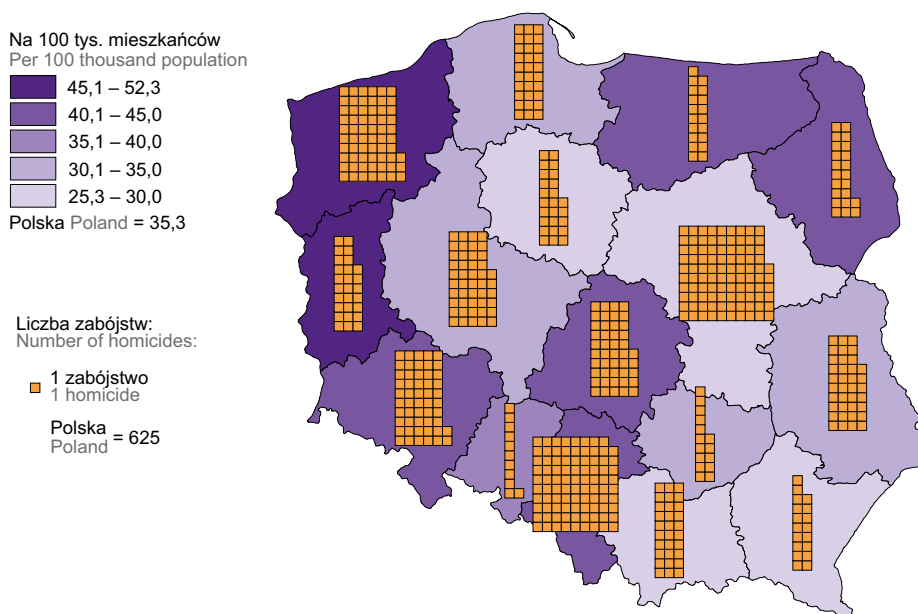 Na 100 tys. mieszkańców
Per 100 thousand population
45,1 – 52,3
40,1 – 45,0
35,1 – 40,0
30,1 – 35,0
25,3 – 30,0
Polska Poland = 35,3
Liczba zabójstw:
Number of homicides:
1 zabójstwo
1 homicide
Polska
Poland = 625